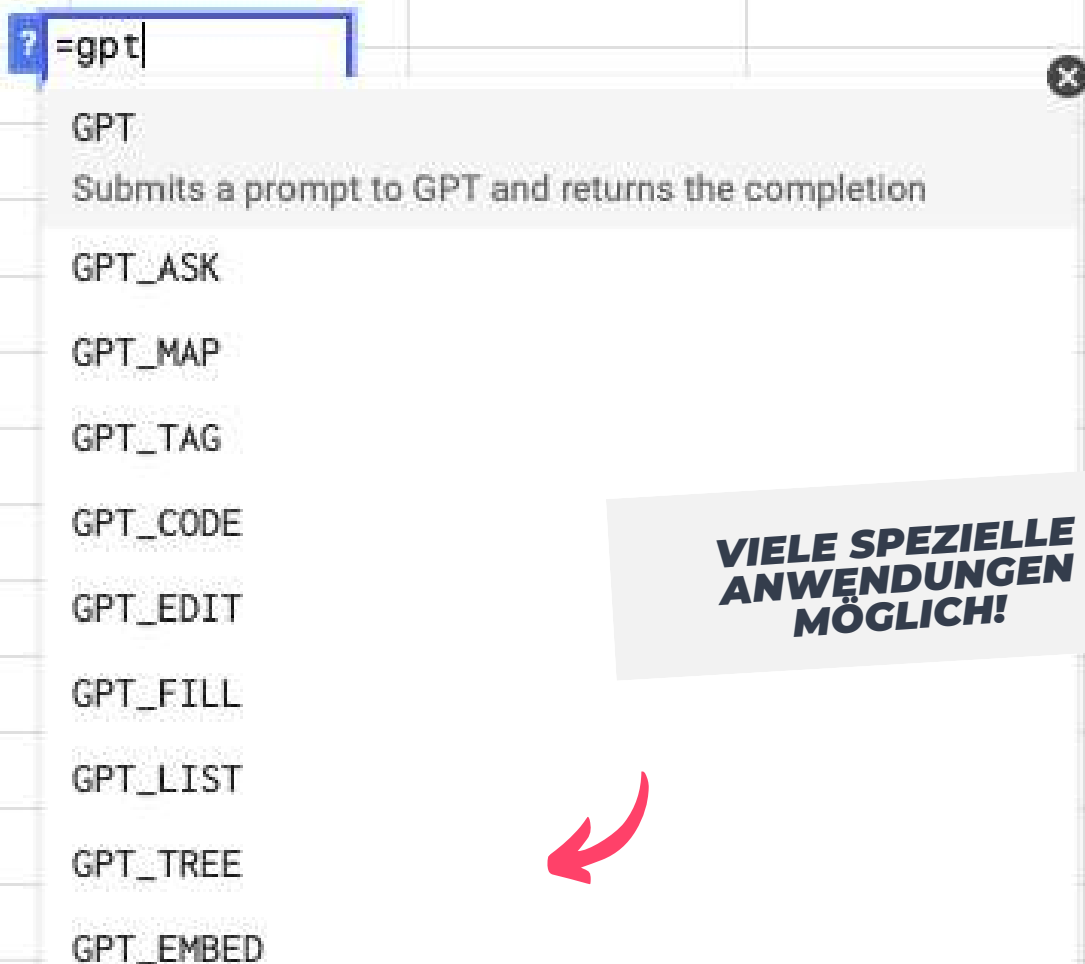 ? =gpt
GPT
Submits a prompt to GPT and returns the completion
GPT_ASK
GPT_MAP
GPT_TAG
GPT_CODE
GPT_EDIT
GPT_FILL
GPT_LIST
GPT_TREE
GPT_EMBED
VIELE SPEZIELLE
ANWENDUNGEN
MÖGLICH!